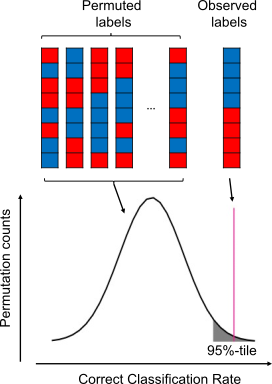 Permuted
labels
Observed
labels
...
Permutation counts
95%-tile
Correct Classification Rate